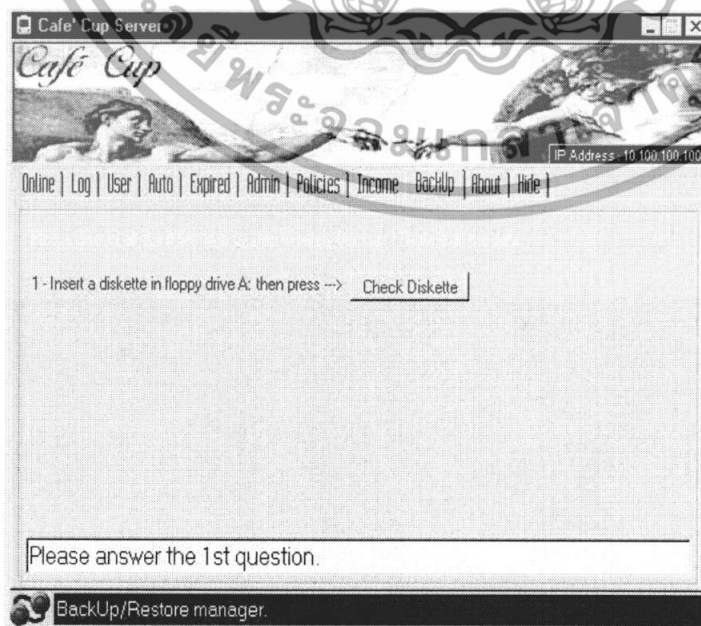 Cafe' Cup Server
Café Cup
IP Address : 10.100.100.100
Online | Log | User | Auto | Expired | Admin | Policies | Income BackUp | About | Hide |
1 - Insert a diskette in floppy drive A: then press ---> Check Diskette
Please answer the 1st question.
BackUp/Restore manager.